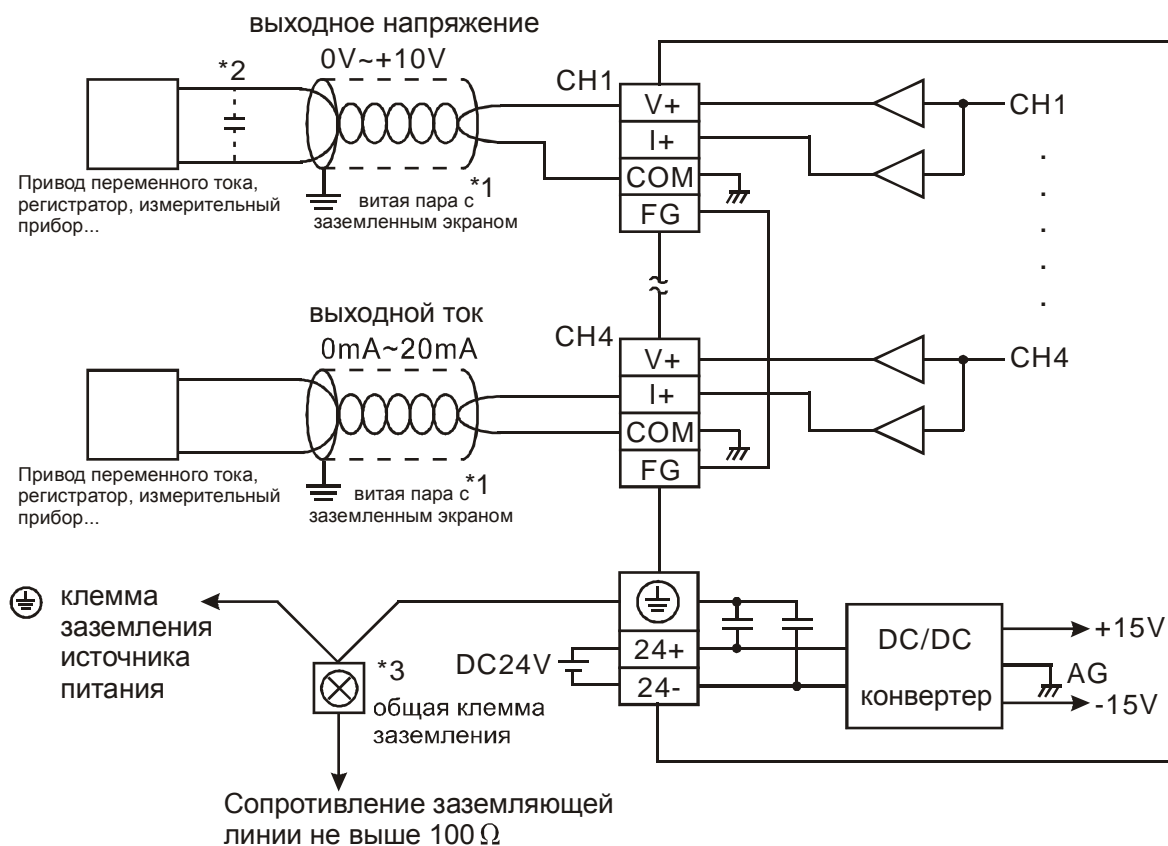 выходное напряжение
0V~+10V
*2
CH1
V+
I+
COM
FG
CH1
Привод переменного тока,
регистратор, измерительный
прибор...
*1
витая пара с
заземленным экраном
выходной ток
0mA~20mA
CH4
V+
I+
COM
FG
CH4
Привод переменного тока,
регистратор, измерительный
прибор...
*1
витая пара с
заземленным экраном
клемма
заземления
источника
питания
*3
общая клемма
заземления
DC24V
24+
24-
DC/DC
конвертер
+15V
AG
-15V
Сопротивление заземляющей
линии не выше 100 Ω